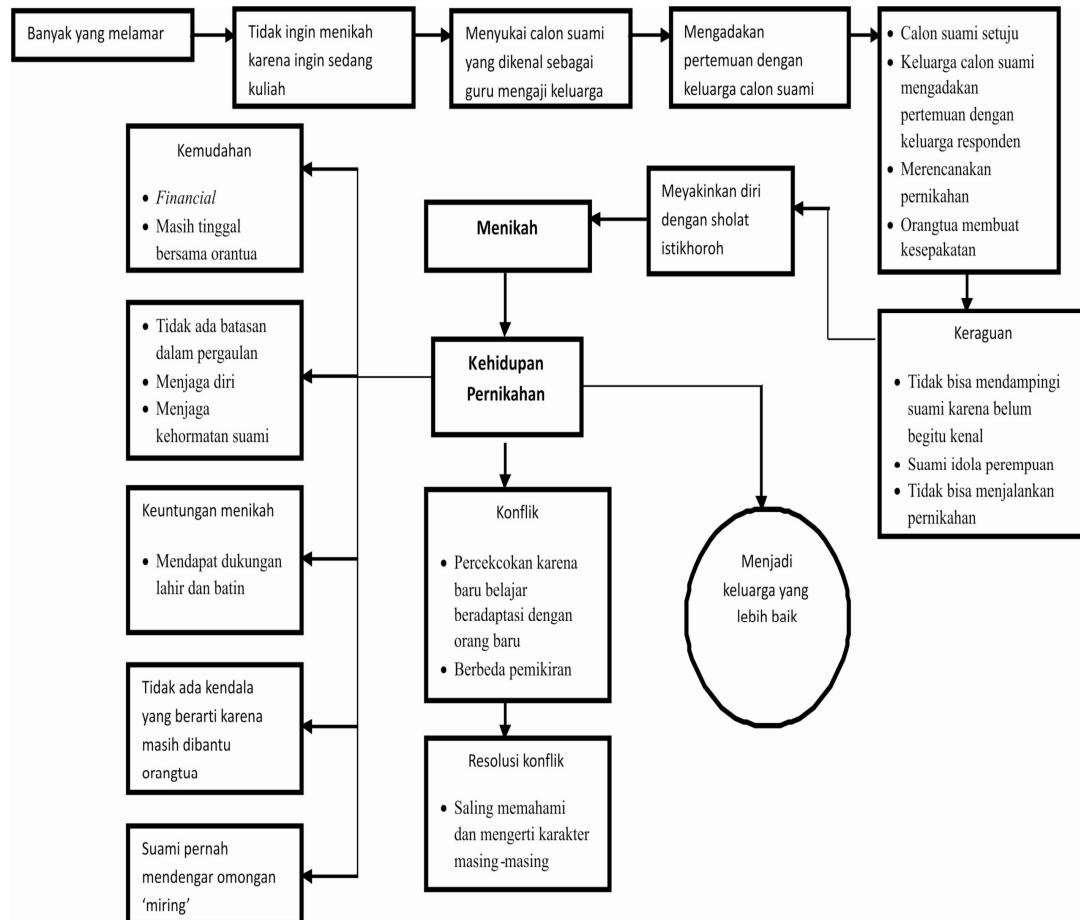 Banyak yang melamar
Tidak ingin menikah
karena ingin sedang
kuliah
Menyukai calon suami
yang dikenal sebagai
guru mengaji keluarga
Mengadakan
pertemuan dengan
keluarga calon suami
• Calon suami setuju
• Keluarga calon suami
mengadakan
pertemuan dengan
keluarga responden
• Merencanakan
pernikahan
• Orangtua membuat
kesepakatan
Keraguan
• Tidak bisa mendampingi
suami karena belum
begitu kenal
• Suami idola perempuan
• Tidak bisa menjalankan
pernikahan
Meyakinkan diri
dengan sholat
istikhoroh
Menikah
Kehidupan
Pernikahan
Kemudahan
• Financial
• Masih tinggal
bersama orantua
• Tidak ada batasan
dalam pergaulan
• Menjaga diri
• Menjaga
kehormatan suami
Keuntungan menikah
• Mendapat dukungan
lahir dan batin
Tidak ada kendala
yang berarti karena
masih dibantu
orangtua
Suami pernah
mendengar omongan
‘miring’
Konflik
• Percekcokan karena
baru belajar
beradaptasi dengan
orang baru
• Berbeda pemikiran
Resolusi konflik
• Saling memahami
dan mengerti karakter
masing-masing
Menjadi
keluarga yang
lebih baik